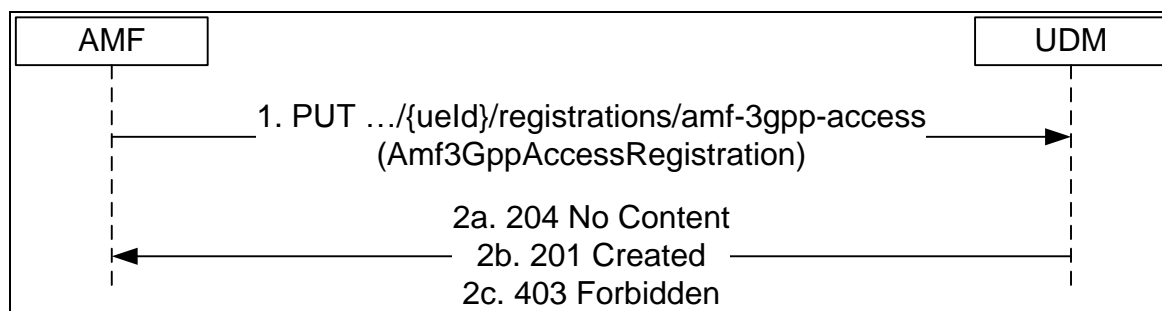 AMF
UDM
1. PUT …/{ueId}/registrations/amf-3gpp-access
(Amf3GppAccessRegistration)
2a. 204 No Content
2b. 201 Created
2c. 403 Forbidden